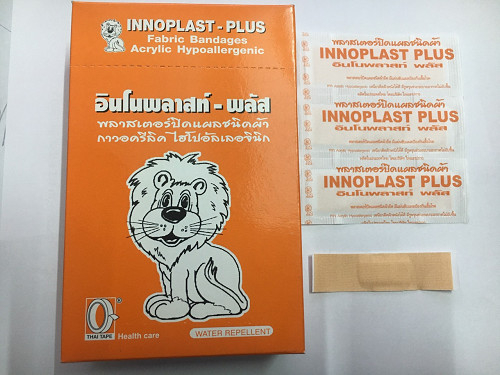 INNOPLAST - PLUS
Fabric Bandages
Acrylic Hypoallergenic
อินโนพลาสท์ - พลัส
พลาสเตอร์ปิดแผลชนิดผ้า
กาวอครีลิค ไฮโปอัลเลอจินิก
THAI TAPE
Health care
WATER REPELLENT
พลาสเตอร์ปิดแผลชนิดผ้า
INNOPLAST PLUS
อินโนพลาสท์ พลัส
พลาสเตอร์ปิดแผลชนิดผ้า
INNOPLAST PLUS
อินโนพลาสท์ พลัส
พลาสเตอร์ปิดแผลชนิดผ้า
INNOPLAST PLUS
อินโนพลาสท์ พลัส